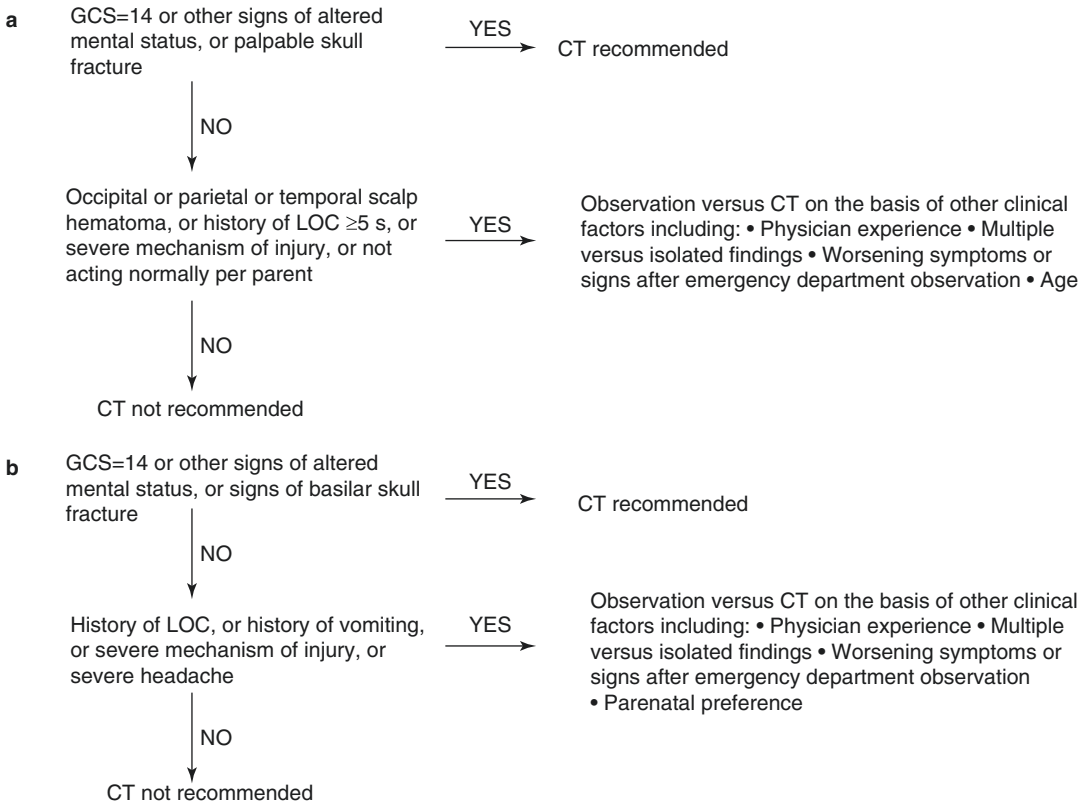 a
GCS=14 or other signs of altered
mental status, or palpable skull
fracture
YES
CT recommended
NO
Occipital or parietal or temporal scalp
hematoma, or history of LOC ≥5 s, or
severe mechanism of injury, or not
acting normally per parent
YES
Observation versus CT on the basis of other clinical
factors including: • Physician experience • Multiple
versus isolated findings • Worsening symptoms or
signs after emergency department observation • Age
NO
CT not recommended
b
GCS=14 or other signs of altered
mental status, or signs of basilar skull
fracture
YES
CT recommended
NO
History of LOC, or history of vomiting,
or severe mechanism of injury, or
severe headache
YES
Observation versus CT on the basis of other clinical
factors including: • Physician experience • Multiple
versus isolated findings • Worsening symptoms or
signs after emergency department observation
• Parenatal preference
NO
CT not recommended